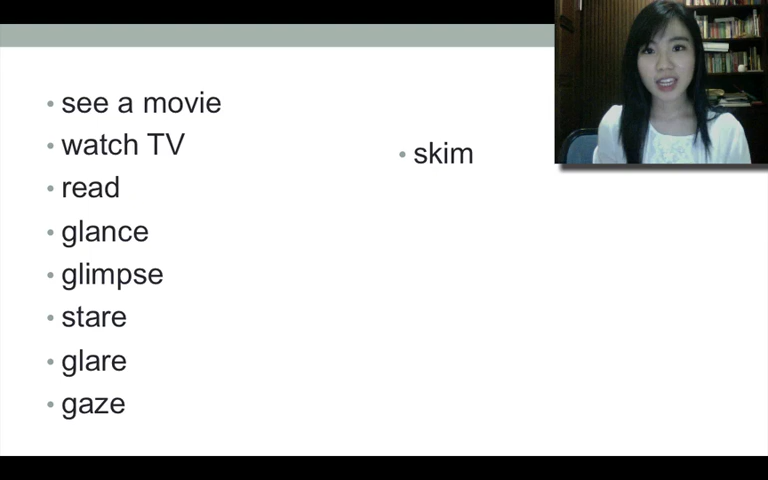 see a movie
watch TV
read
glance
glimpse
stare
glare
gaze
skim